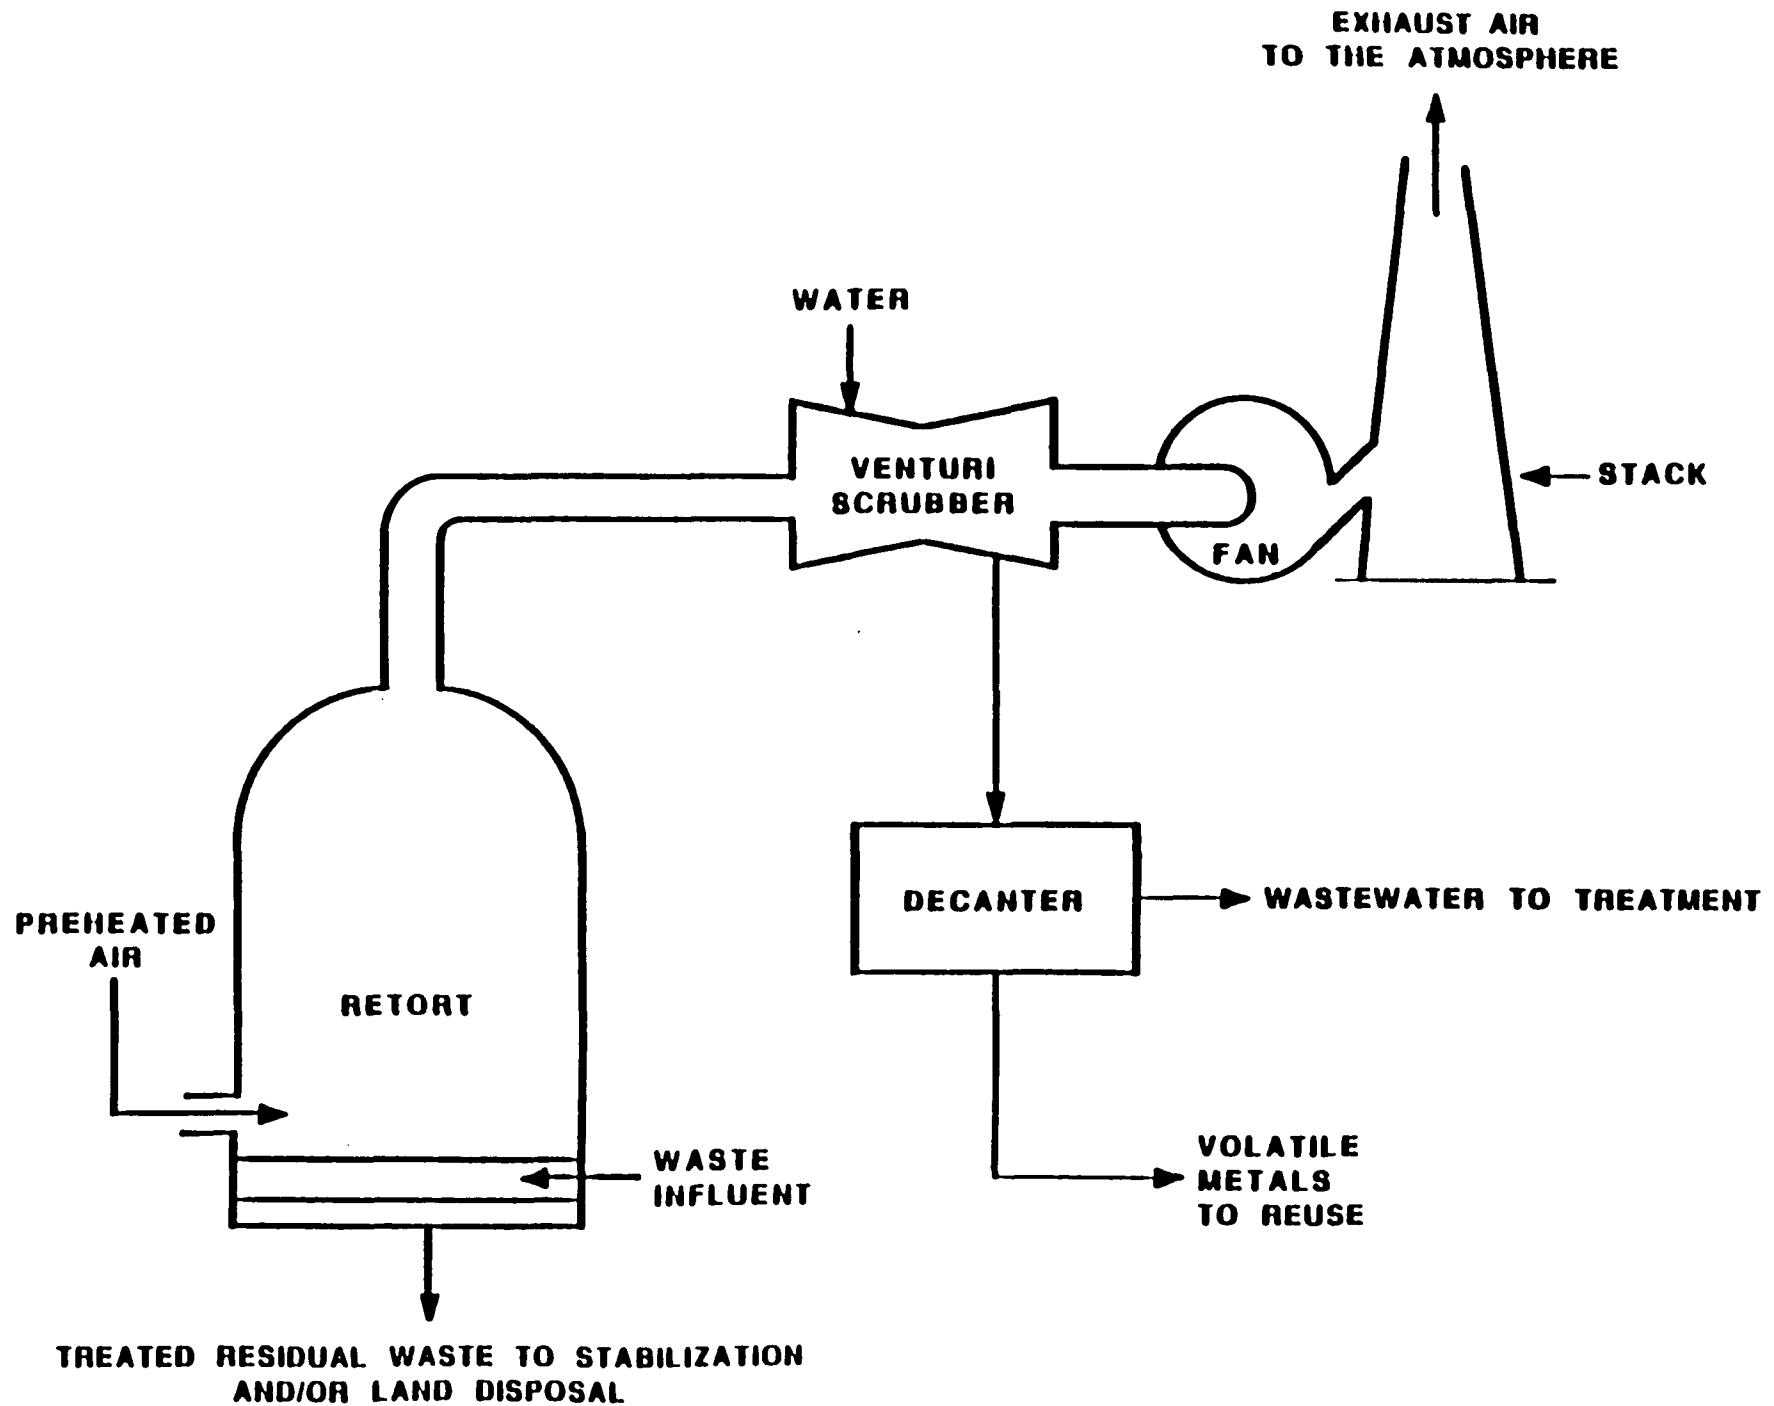 EXHAUST AIR
TO THE ATMOSPHERE
WATER
VENTURI
SCRUBBER
STACK
FAN
DECANTER
WASTEWATER TO TREATMENT
PREHEATED
AIR
RETORT
WASTE
INFLUENT
VOLATILE
METALS
TO REUSE
TREATED RESIDUAL WASTE TO STABILIZATION
AND/OR LAND DISPOSAL